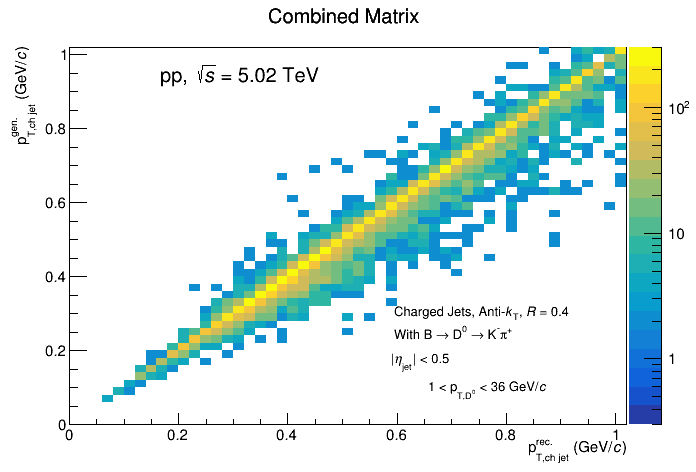 Combined Matrix
p^{gen.}_{T,ch jet} (GeV/c)
1
0.8
0.6
0.4
0.2
0
pp, √s = 5.02 TeV
Charged Jets, Anti-k_T, R = 0.4
With B → D^0 → K^-π^+
|η_{jet}| < 0.5
1 < p_{T,D^0} < 36 GeV/c
10^2
10
1
0 0.2 0.4 0.6 0.8 1
p^{rec.}_{T,ch jet} (GeV/c)